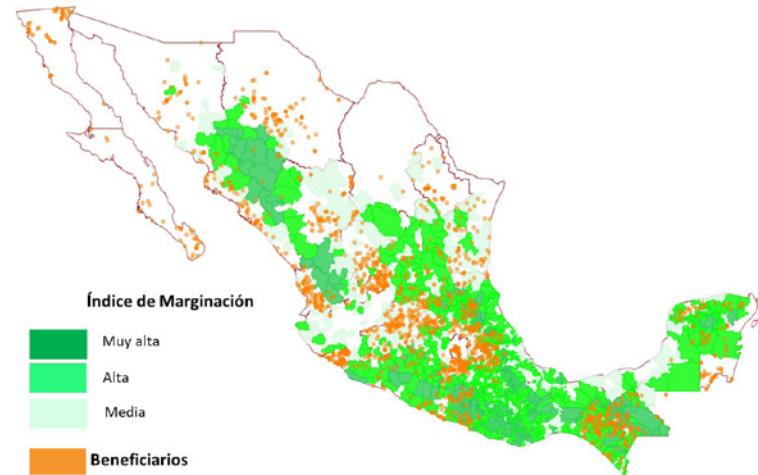 Índice de Marginación
Muy alta
Alta
Media
Beneficiarios